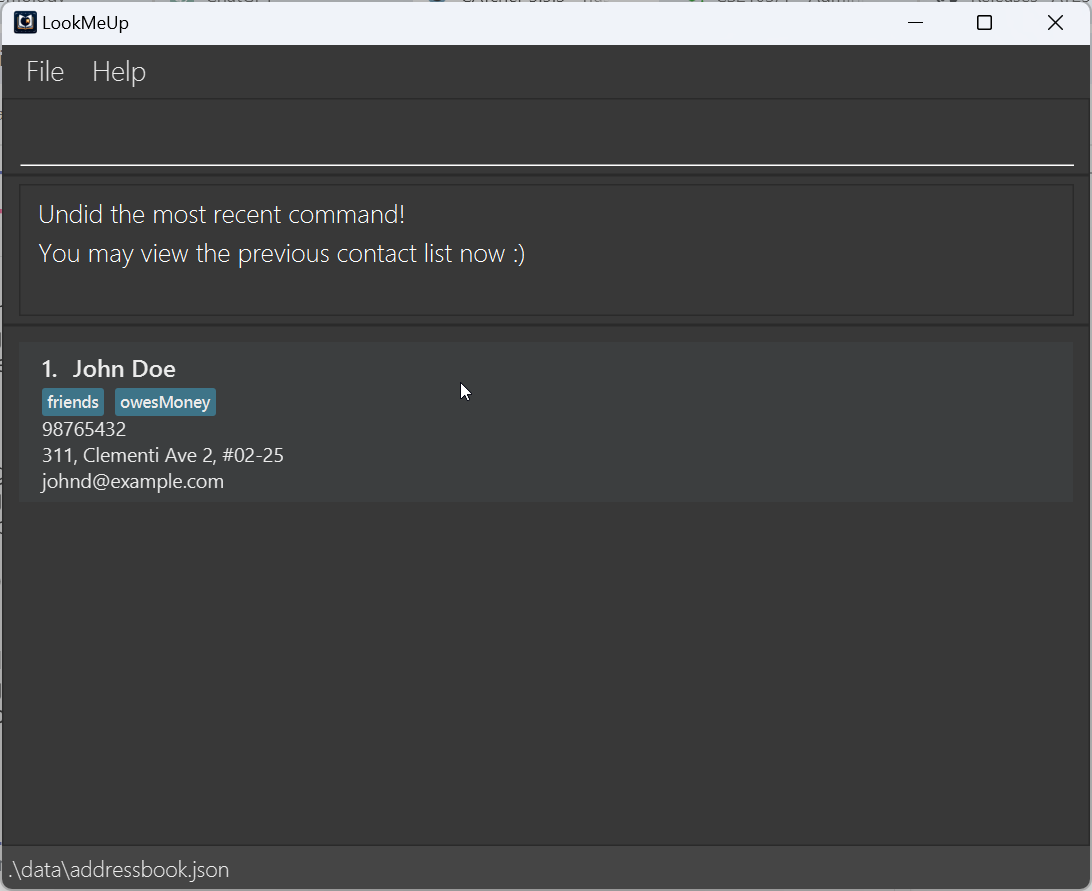 LookMeUp
File Help
Undid the most recent command!
You may view the previous contact list now :)
1. John Doe
friends owesMoney
98765432
311, Clementi Ave 2, #02-25
johnd@example.com
.\data\addressbook.json